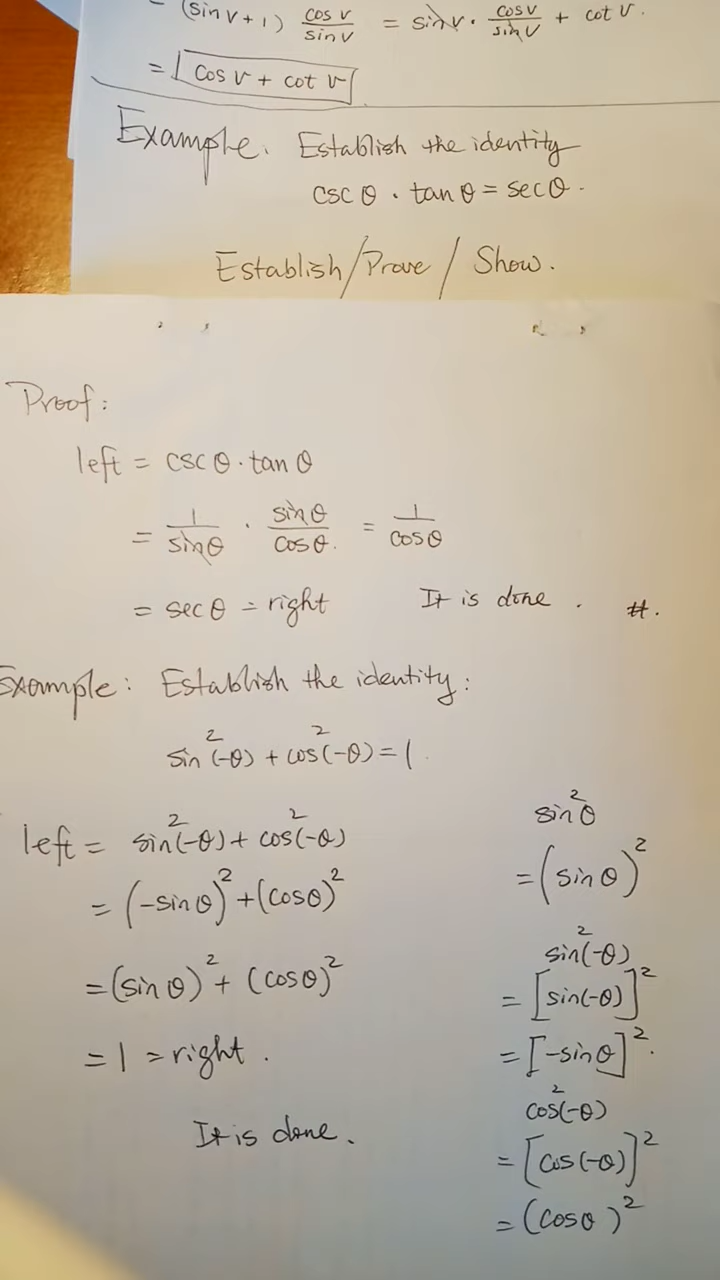 = (sin v + 1) cos v / sin v = sin v · cos v / sin v + cot v.
= cos v + cot v
Example. Establish the identity
csc θ · tan θ = sec θ.
Establish/Prove / Show.
Proof:
left = csc θ · tan θ
= 1 / sin θ · sin θ / cos θ. = 1 / cos θ
= sec θ = right It is done. #.
Example: Establish the identity:
sin²(-θ) + cos²(-θ) = 1.
left = sin²(-θ) + cos²(-θ)
= (-sin θ)² + (cos θ)²
= (sin θ)² + (cos θ)²
= 1 = right.
It is done.
sin²θ
= (sin θ)²
sin²(-θ)
= [sin(-θ)]²
= [-sin θ]².
cos²(-θ)
= [cos(-θ)]²
= (cos θ)²